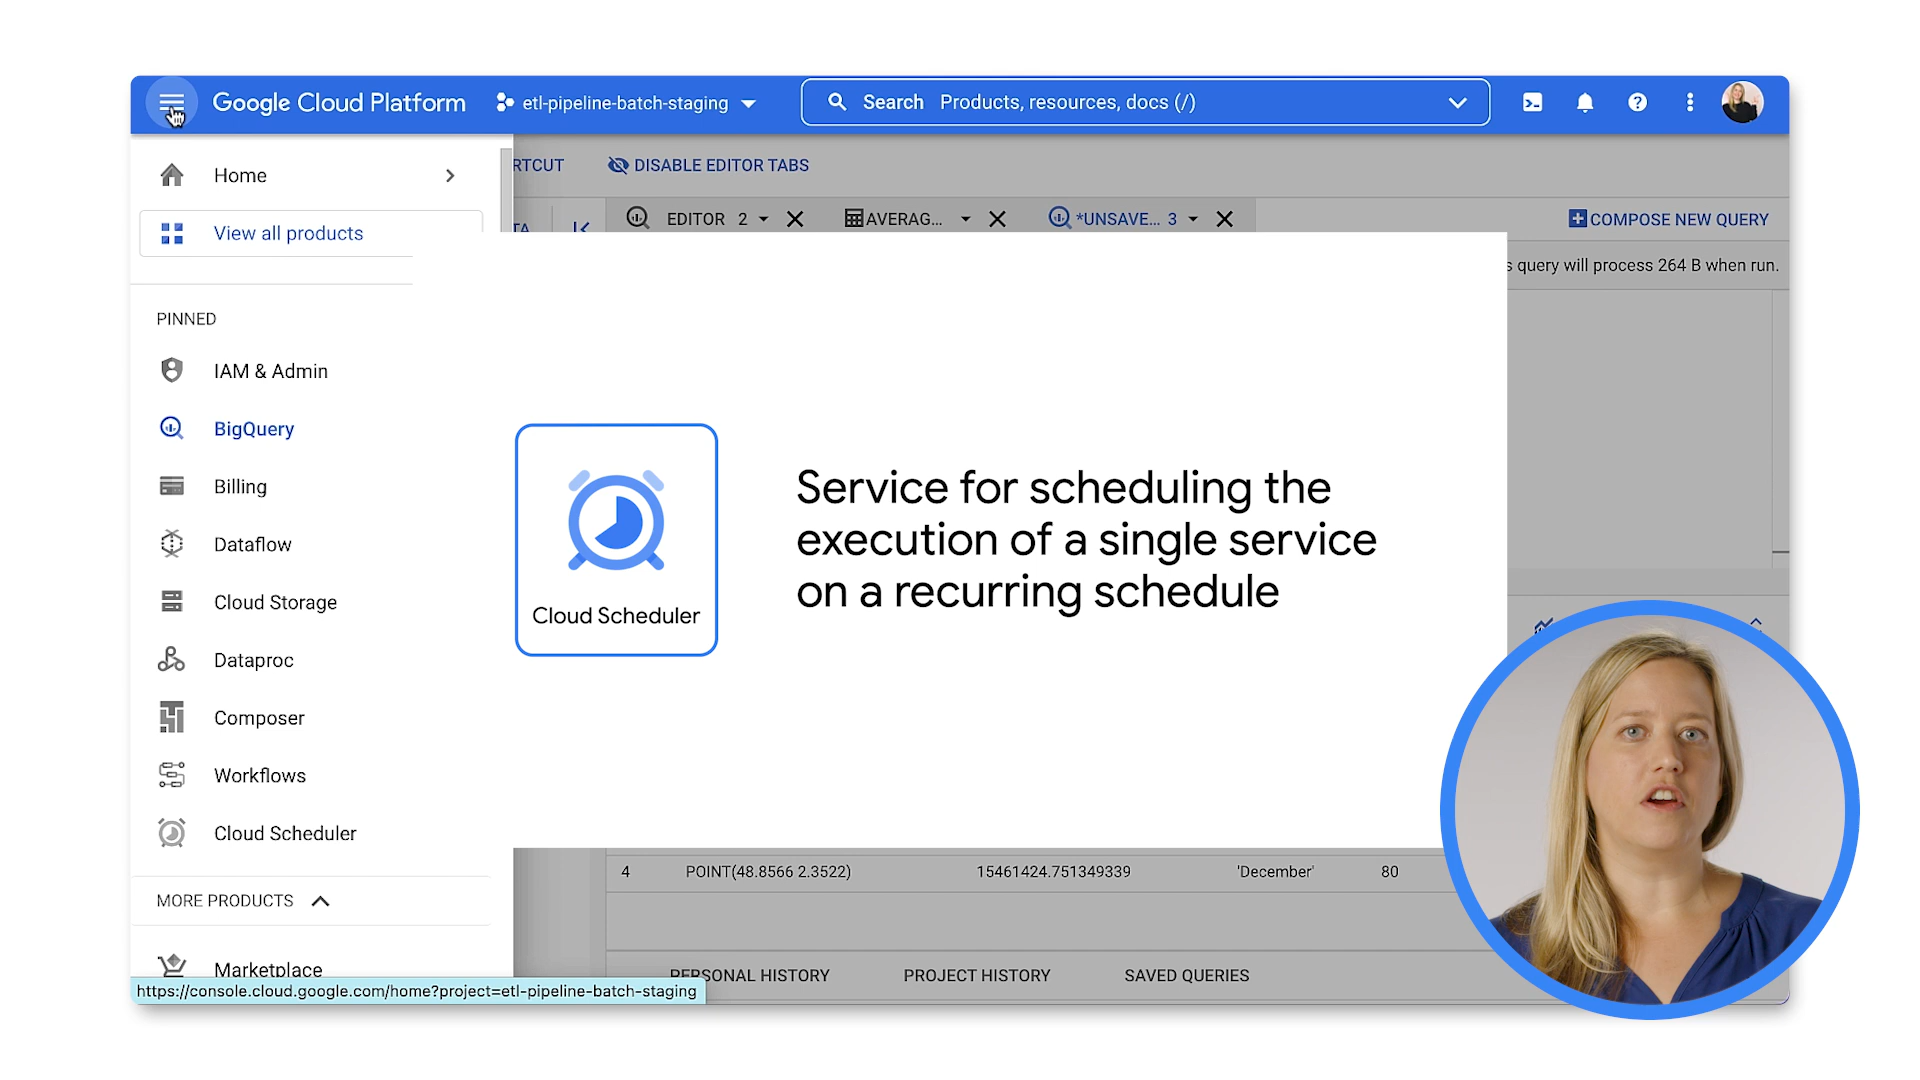 Google Cloud Platform
etl-pipeline-batch-staging
Search Products, resources, docs (/)
Home
RTCUT
DISABLE EDITOR TABS
View all products
TA
EDITOR 2
AVERAG...
*UNSAVE... 3
COMPOSE NEW QUERY
s query will process 264 B when run.
PINNED
IAM & Admin
BigQuery
Billing
Dataflow
Cloud Storage
Dataproc
Composer
Workflows
Cloud Scheduler
MORE PRODUCTS
Marketplace
https://console.cloud.google.com/home?project=etl-pipeline-batch-staging
Cloud Scheduler
Service for scheduling the
execution of a single service
on a recurring schedule
4 POINT(48.8566 2.3522) 15461424.751349339 'December' 80
PERSONAL HISTORY
PROJECT HISTORY
SAVED QUERIES